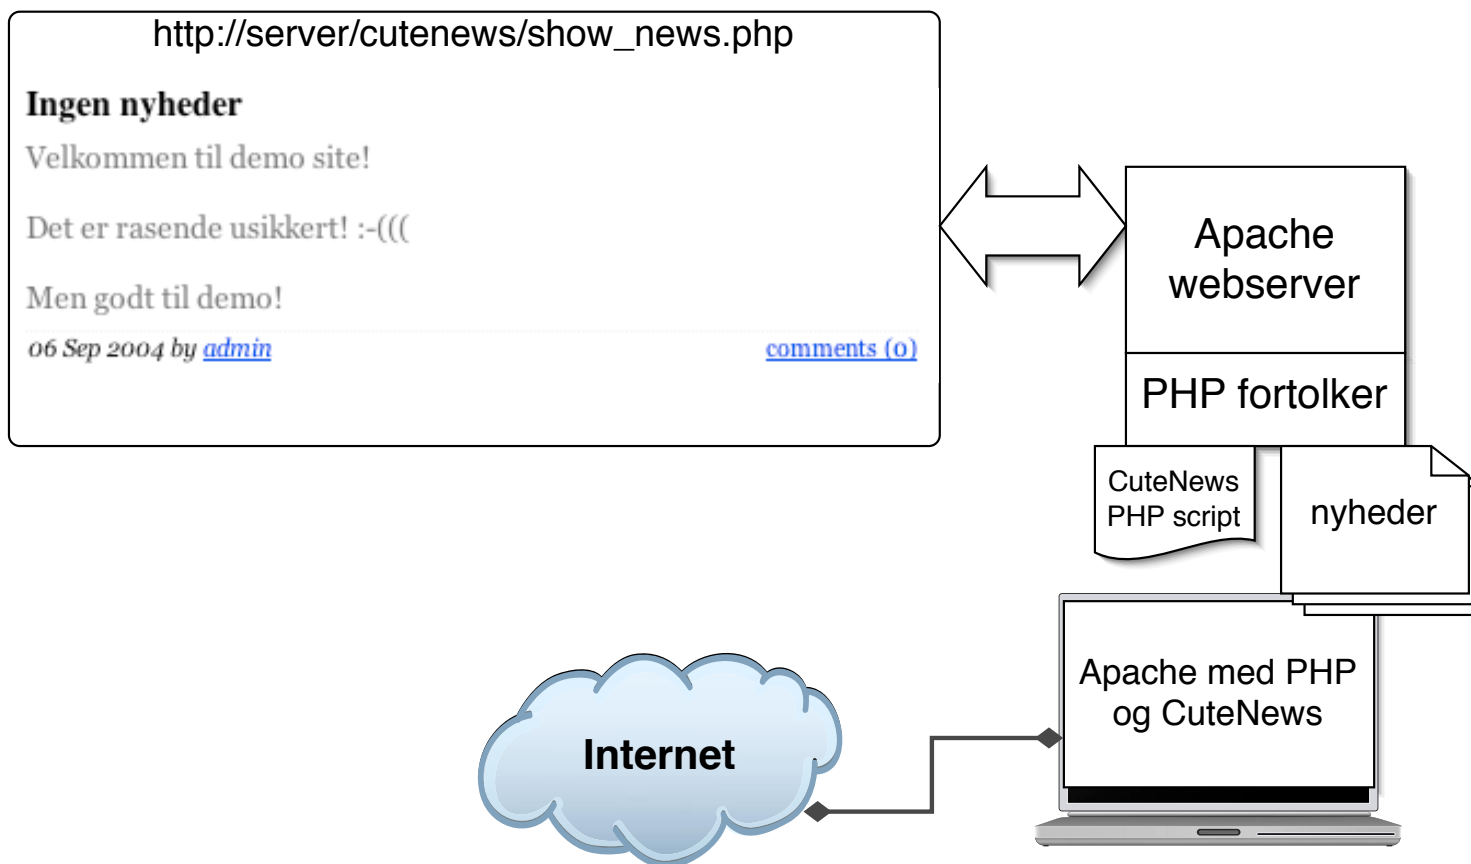 http://server/cutenews/show_news.php
Ingen nyheder
Velkommen til demo site!
Det er rasende usikkert! :-(((
Men godt til demo!
06 Sep 2004 by admin
comments (0)
Apache
webserver
PHP fortolker
CuteNews
PHP script
nyheder
Internet
Apache med PHP
og CuteNews